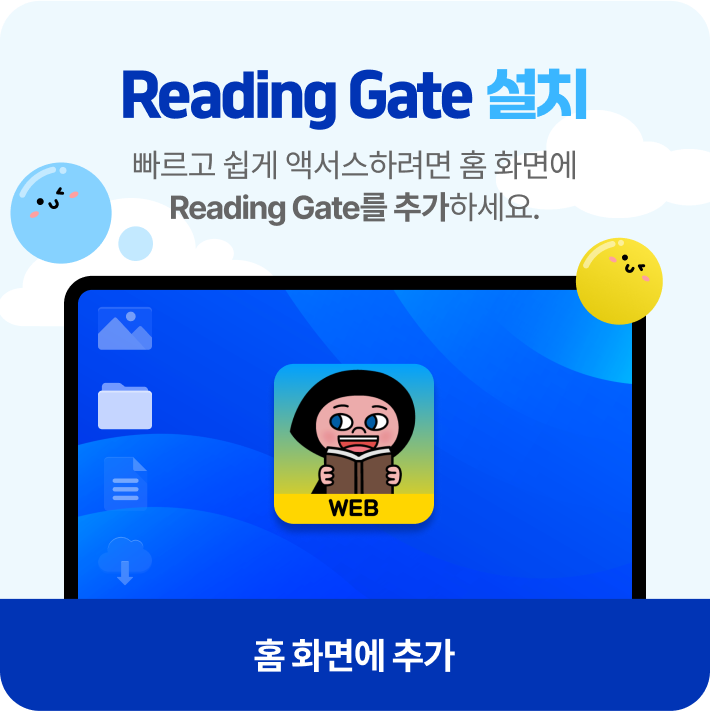 Reading Gate 설치
빠르고 쉽게 액서스하려면 홈 화면에
Reading Gate를 추가하세요.
WEB
홈 화면에 추가